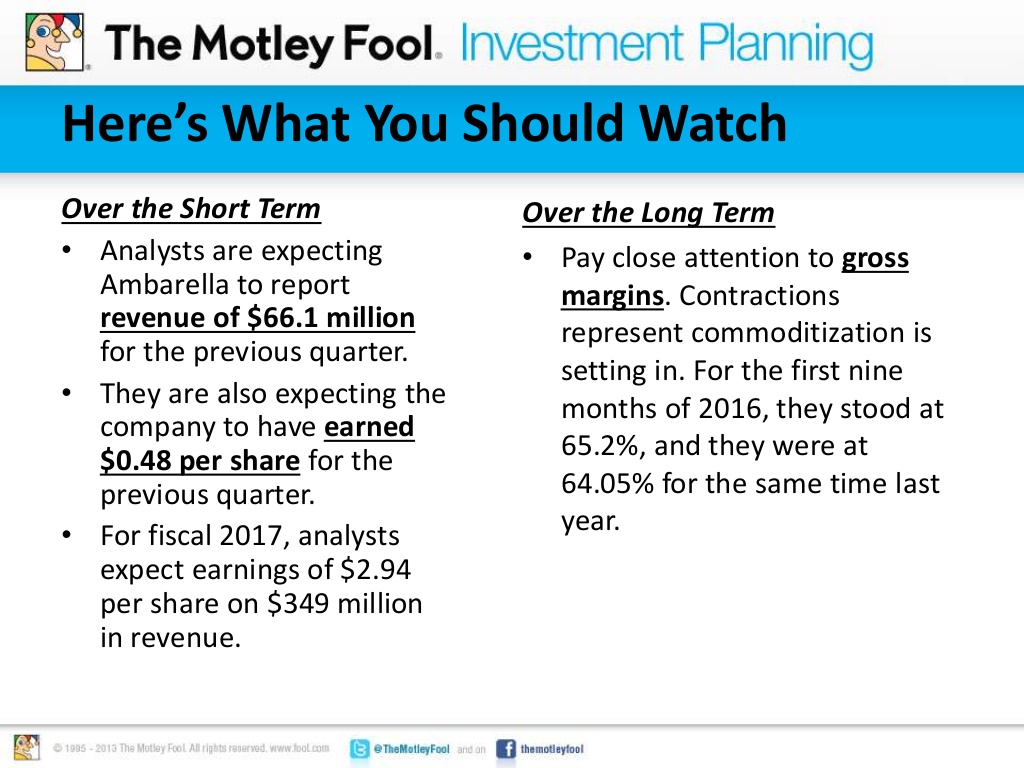 The Motley Fool. Investment Planning
Here's What You Should Watch
Over the Short Term
• Analysts are expecting
Ambarella to report
revenue of $66.1 million
for the previous quarter.
• They are also expecting the
company to have earned
$0.48 per share for the
previous quarter.
• For fiscal 2017, analysts
expect earnings of $2.94
per share on $349 million
in revenue.
Over the Long Term
• Pay close attention to gross
margins. Contractions
represent commoditization is
setting in. For the first nine
months of 2016, they stood at
65.2%, and they were at
64.05% for the same time last
year.
© 1995 - 2013 The Motley Fool. All rights reserved. www.fool.com
@TheMotleyFool and on
themotleyfool